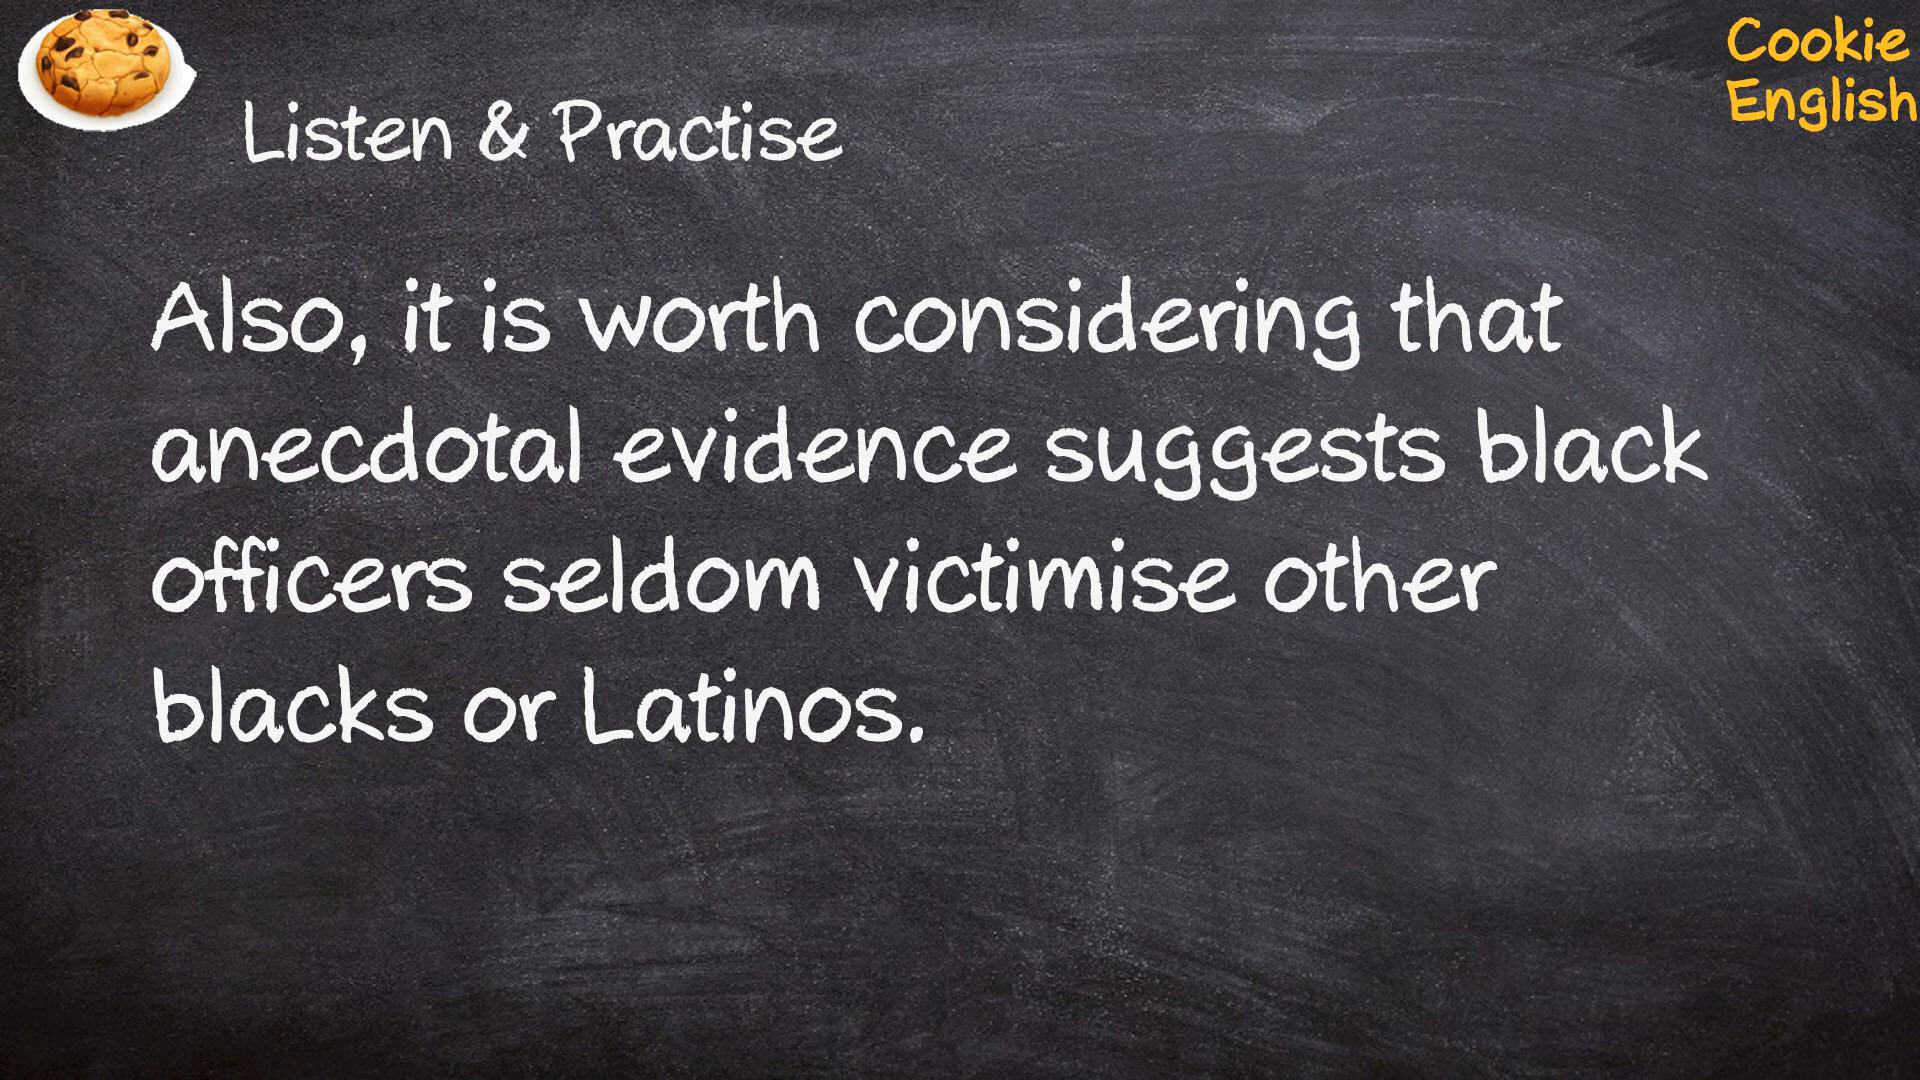 Cookie
English
Listen & Practise
Also, it is worth considering that
anecdotal evidence suggests black
officers seldom victimise other
blacks or Latinos.